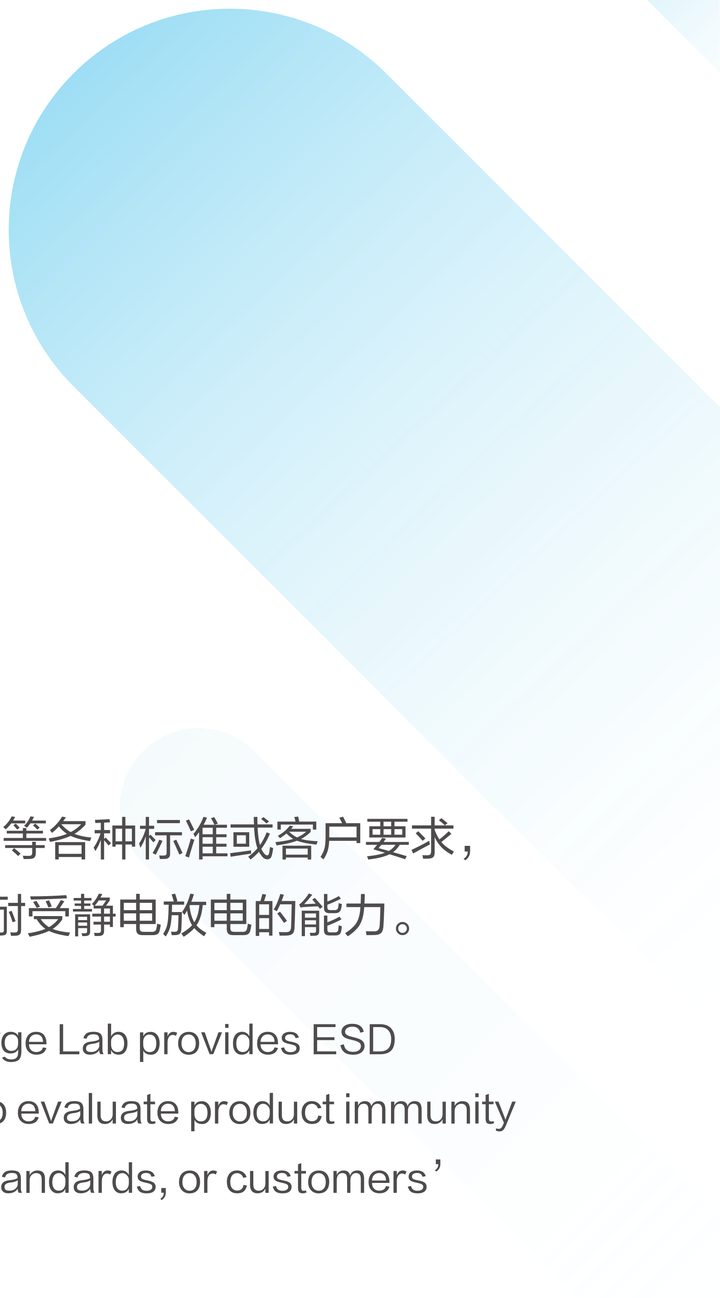 等各种标准或客户要求，
耐受静电放电的能力。
ge Lab provides ESD
evaluate product immunity
andards, or customers’